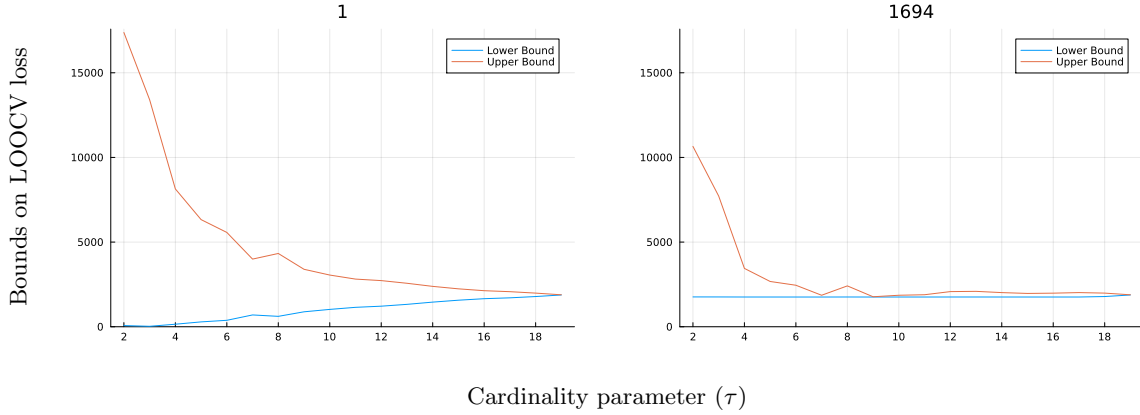 1
1694
Bounds on LOOCV loss
15000
10000
5000
0
2 4 6 8 10 12 14 16 18
Lower Bound
Upper Bound
15000
10000
5000
0
2 4 6 8 10 12 14 16 18
Lower Bound
Upper Bound
Cardinality parameter (τ)